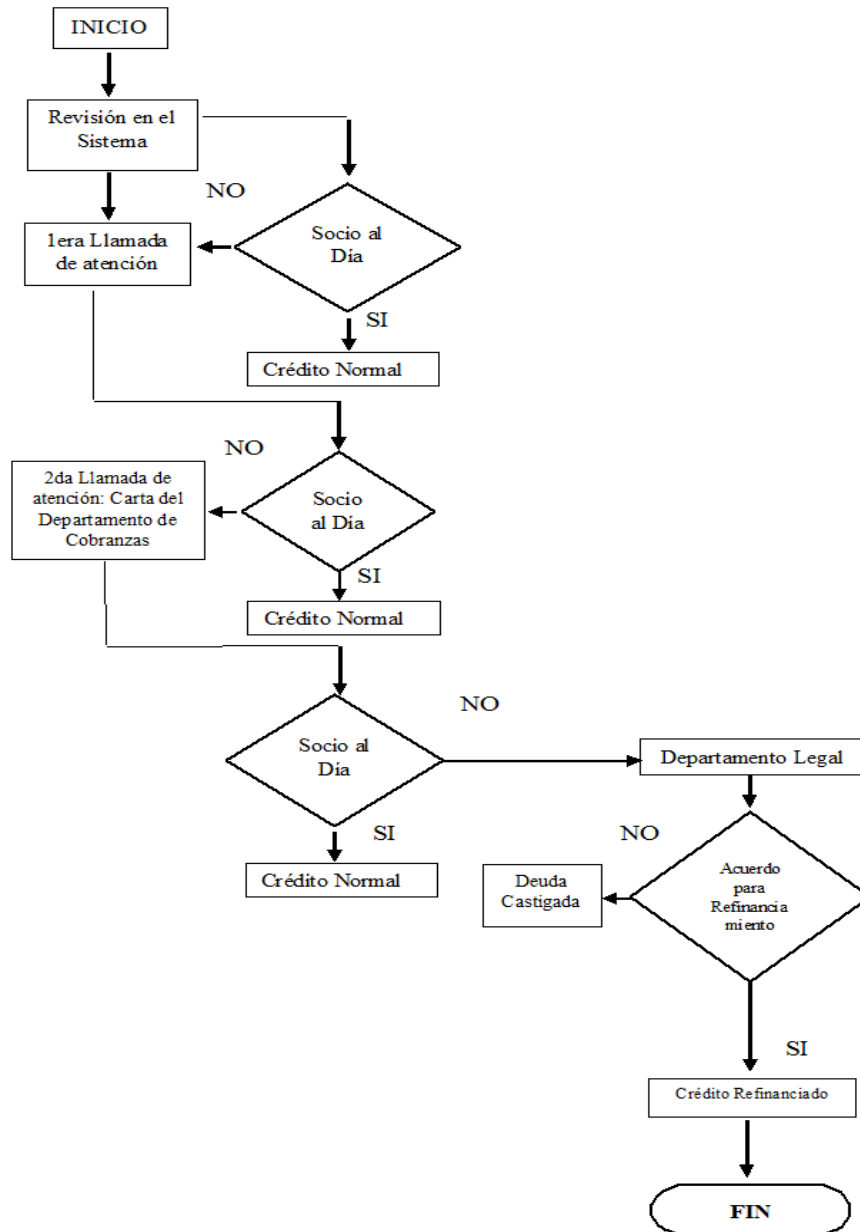 INICIO
Revisión en el
Sistema
NO
1era Llamada
de atención
Socio al
Día
SI
Crédito Normal
NO
2da Llamada de
atención: Carta del
Departamento de
Cobranzas
Socio
al Día
SI
Crédito Normal
NO
Socio al
Día
Departamento Legal
SI
Crédito Normal
NO
Deuda
Castigada
Acuerdo
para
Refinancia
miento
SI
Crédito Refinanciado
FIN